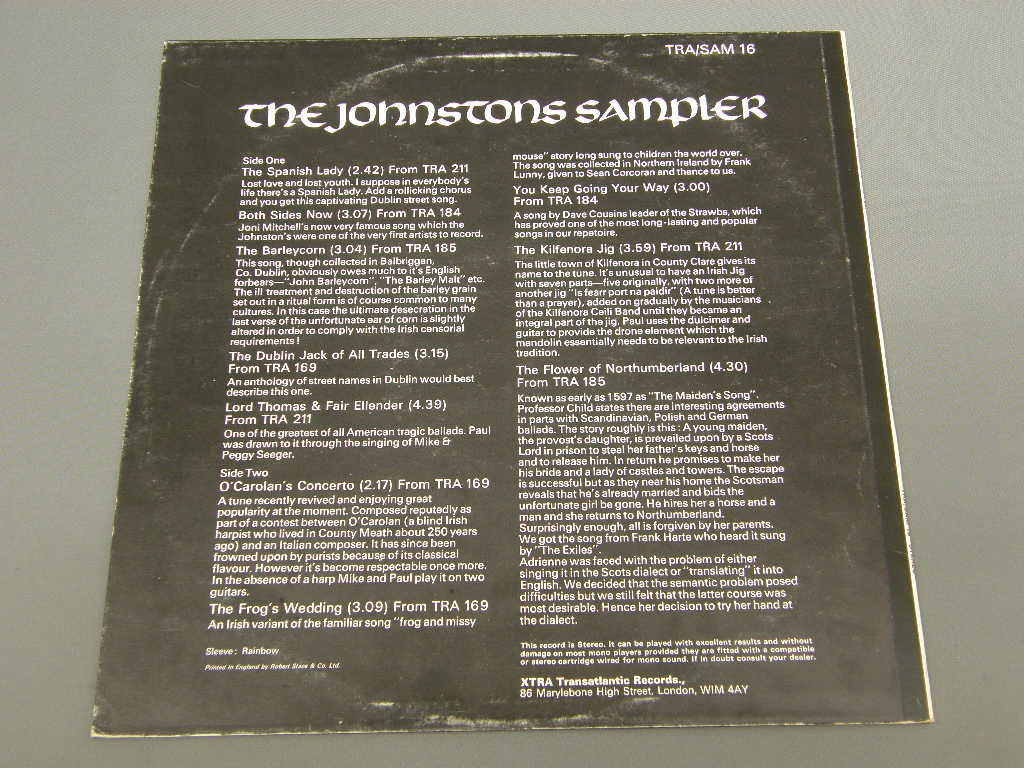 TRA/SAM 16
THE JOHNSTONS SAMPLER
Side One
The Spanish Lady (2.42) From TRA 211
Lost love and lost youth. I suppose in everybody's
life there's a Spanish Lady. Add a rollicking chorus
and you get this captivating Dublin street song.
Both Sides Now (3.07) From TRA 184
Joni Mitchell's now very famous song which the
Johnston's were one of the very first artists to record.
The Barleycorn (3.04) From TRA 185
This song, though collected in Balbriggan,
Co. Dublin, obviously owes much to it's English
forbears—"John Barleycorn", "The Barley Malt" etc.
The ill treatment and destruction of the barley grain
set out in a ritual form is of course common to many
cultures. In this case the ultimate desecration in the
last verse of the unfortunate ear of corn is slightly
altered in order to comply with the Irish censorial
requirements!
The Dublin Jack of All Trades (3.15)
From TRA 169
An anthology of street names in Dublin would best
describe this one.
Lord Thomas & Fair Ellender (4.39)
From TRA 211
One of the greatest of all American tragic ballads. Paul
was drawn to it through the singing of Mike &
Peggy Seeger.
Side Two
O'Carolan's Concerto (2.17) From TRA 169
A tune recently revived and enjoying great
popularity at the moment. Composed reputedly as
part of a contest between O'Carolan (a blind Irish
harpist who lived in County Meath about 250 years
ago) and an Italian composer. It has since been
frowned upon by purists because of its classical
flavour. However it's become respectable once more.
In the absence of a harp Mike and Paul play it on two
guitars.
The Frog's Wedding (3.09) From TRA 169
An Irish variant of the familiar song "frog and missy
mouse" story long sung to children the world over.
The song was collected in Northern Ireland by Frank
Lunny, given to Sean Corcoran and thence to us.
You Keep Going Your Way (3.00)
From TRA 184
A song by Dave Cousins leader of the Strawbs, which
has proved one of the most long-lasting and popular
songs in our repatoire.
The Kilfenora Jig (3.59) From TRA 211
The little town of Kilfenora in County Clare gives its
name to the tune. It's unusual to have an Irish Jig
with seven parts—five originally, with two more of
another jig "Is fearr port na paidir" (A tune is better
than a prayer), added on gradually by the musicians
of the Kilfenora Ceili Band until they became an
integral part of the jig. Paul uses the dulcimer and
guitar to provide the drone element which the
mandolin essentially needs to be relevant to the Irish
tradition.
The Flower of Northumberland (4.30)
From TRA 185
Known as early as 1597 as "The Maiden's Song".
Professor Child states there are interesting agreements
in parts with Scandinavian, Polish and German
ballads. The story roughly is this: A young maiden,
the provost's daughter, is prevailed upon by a Scots
Lord in prison to steal her father's keys and horse
and to release him. In return he promises to make her
his bride and a lady of castles and towers. The escape
is successful but as they near his home the Scotsman
reveals that he's already married and bids the
unfortunate girl be gone. He hires her a horse and a
man and she returns to Northumberland.
Surprisingly enough, all is forgiven by her parents.
We got the song from Frank Harte who heard it sung
by "The Exiles".
Adrienne was faced with the problem of either
singing it in the Scots dialect or "translating" it into
English. We decided that the semantic problem posed
difficulties but we still felt that the latter course was
most desirable. Hence her decision to try her hand at
the dialect.
Sleeve: Rainbow
Printed in England by Robert Stace & Co. Ltd.
This record is Stereo. It can be played with excellent results and without
damage on most mono players provided they are fitted with a compatible
or stereo cartridge wired for mono sound. If in doubt consult your dealer.
XTRA Transatlantic Records.,
86 Marylebone High Street, London, WIM 4AY